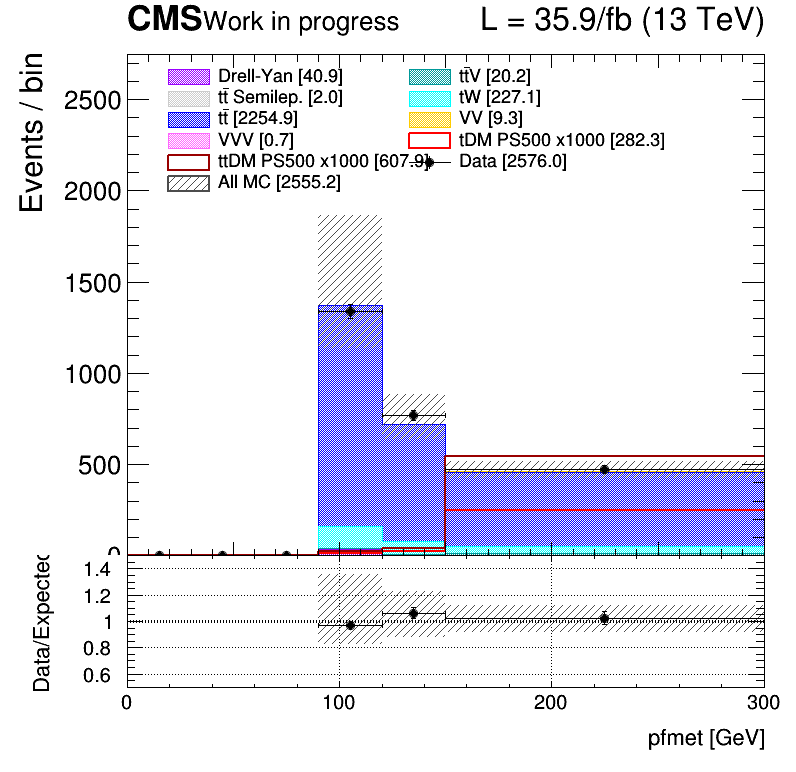 CMS Work in progress L = 35.9/fb (13 TeV)
Events / bin
2500
2000
1500
1000
500
0
Drell-Yan [40.9]
tt̄V [20.2]
tt̄ Semilep. [2.0]
tW [227.1]
tt̄ [2254.9]
VV [9.3]
VVV [0.7]
tDM PS500 x1000 [282.3]
ttDM PS500 x1000 [607.9]
Data [2576.0]
All MC [2555.2]
Data/Expected
1.4
1.2
1
0.8
0.6
0 100 200 300
pfmet [GeV]